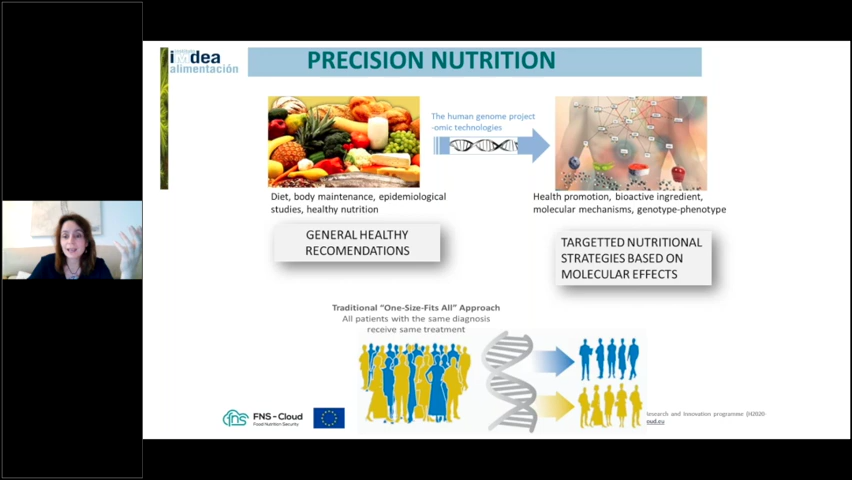 instituto
imdea
alimentación
PRECISION NUTRITION
The human genome project
-omic technologies
Diet, body maintenance, epidemiological
studies, healthy nutrition
Health promotion, bioactive ingredient,
molecular mechanisms, genotype-phenotype
GENERAL HEALTHY
RECOMENDATIONS
TARGETTED NUTRITIONAL
STRATEGIES BASED ON
MOLECULAR EFFECTS
Traditional “One-Size-Fits All” Approach
All patients with the same diagnosis
receive same treatment
fns
FNS-Cloud
Food Nutrition Security
research and innovation programme (H2020
oud.eu